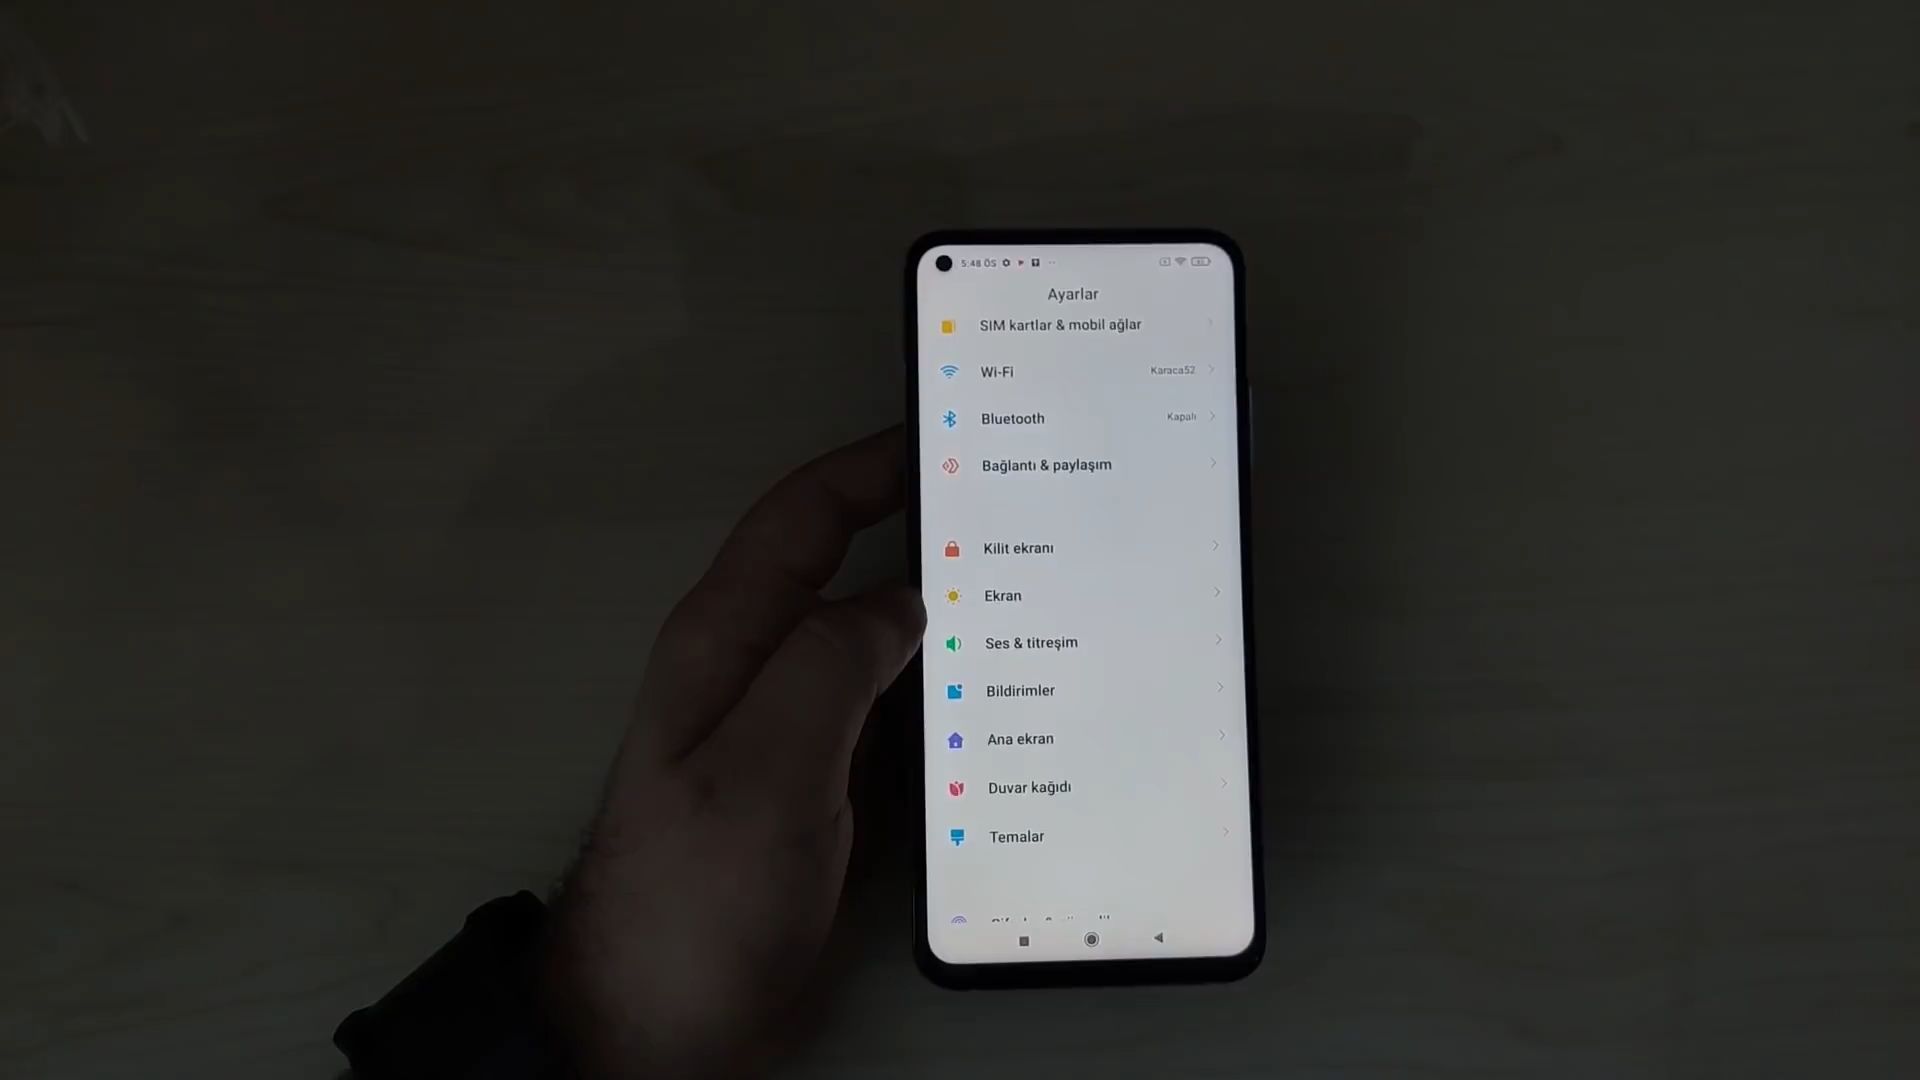 5:48 ÖS
Ayarlar
SIM kartlar & mobil ağlar
Wi-Fi Karaca52
Bluetooth Kapalı
Bağlantı & paylaşım
Kilit ekranı
Ekran
Ses & titreşim
Bildirimler
Ana ekran
Duvar kağıdı
Temalar